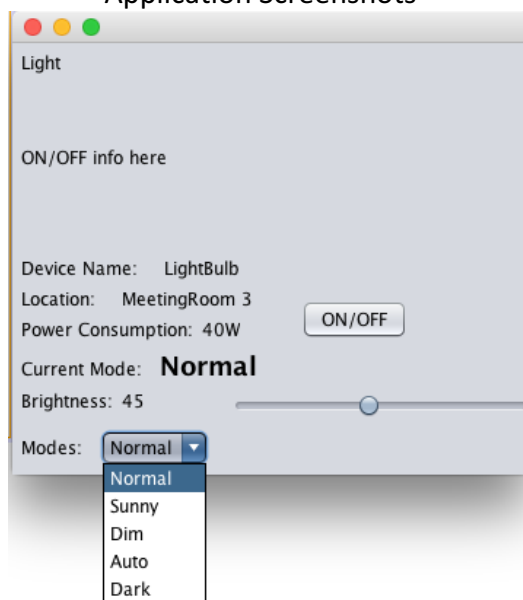 Application Screenshots
Light
ON/OFF info here
Device Name: LightBulb
Location: MeetingRoom 3
ON/OFF
Power Consumption: 40W
Current Mode: Normal
Brightness: 45
Modes: Normal
Normal
Sunny
Dim
Auto
Dark